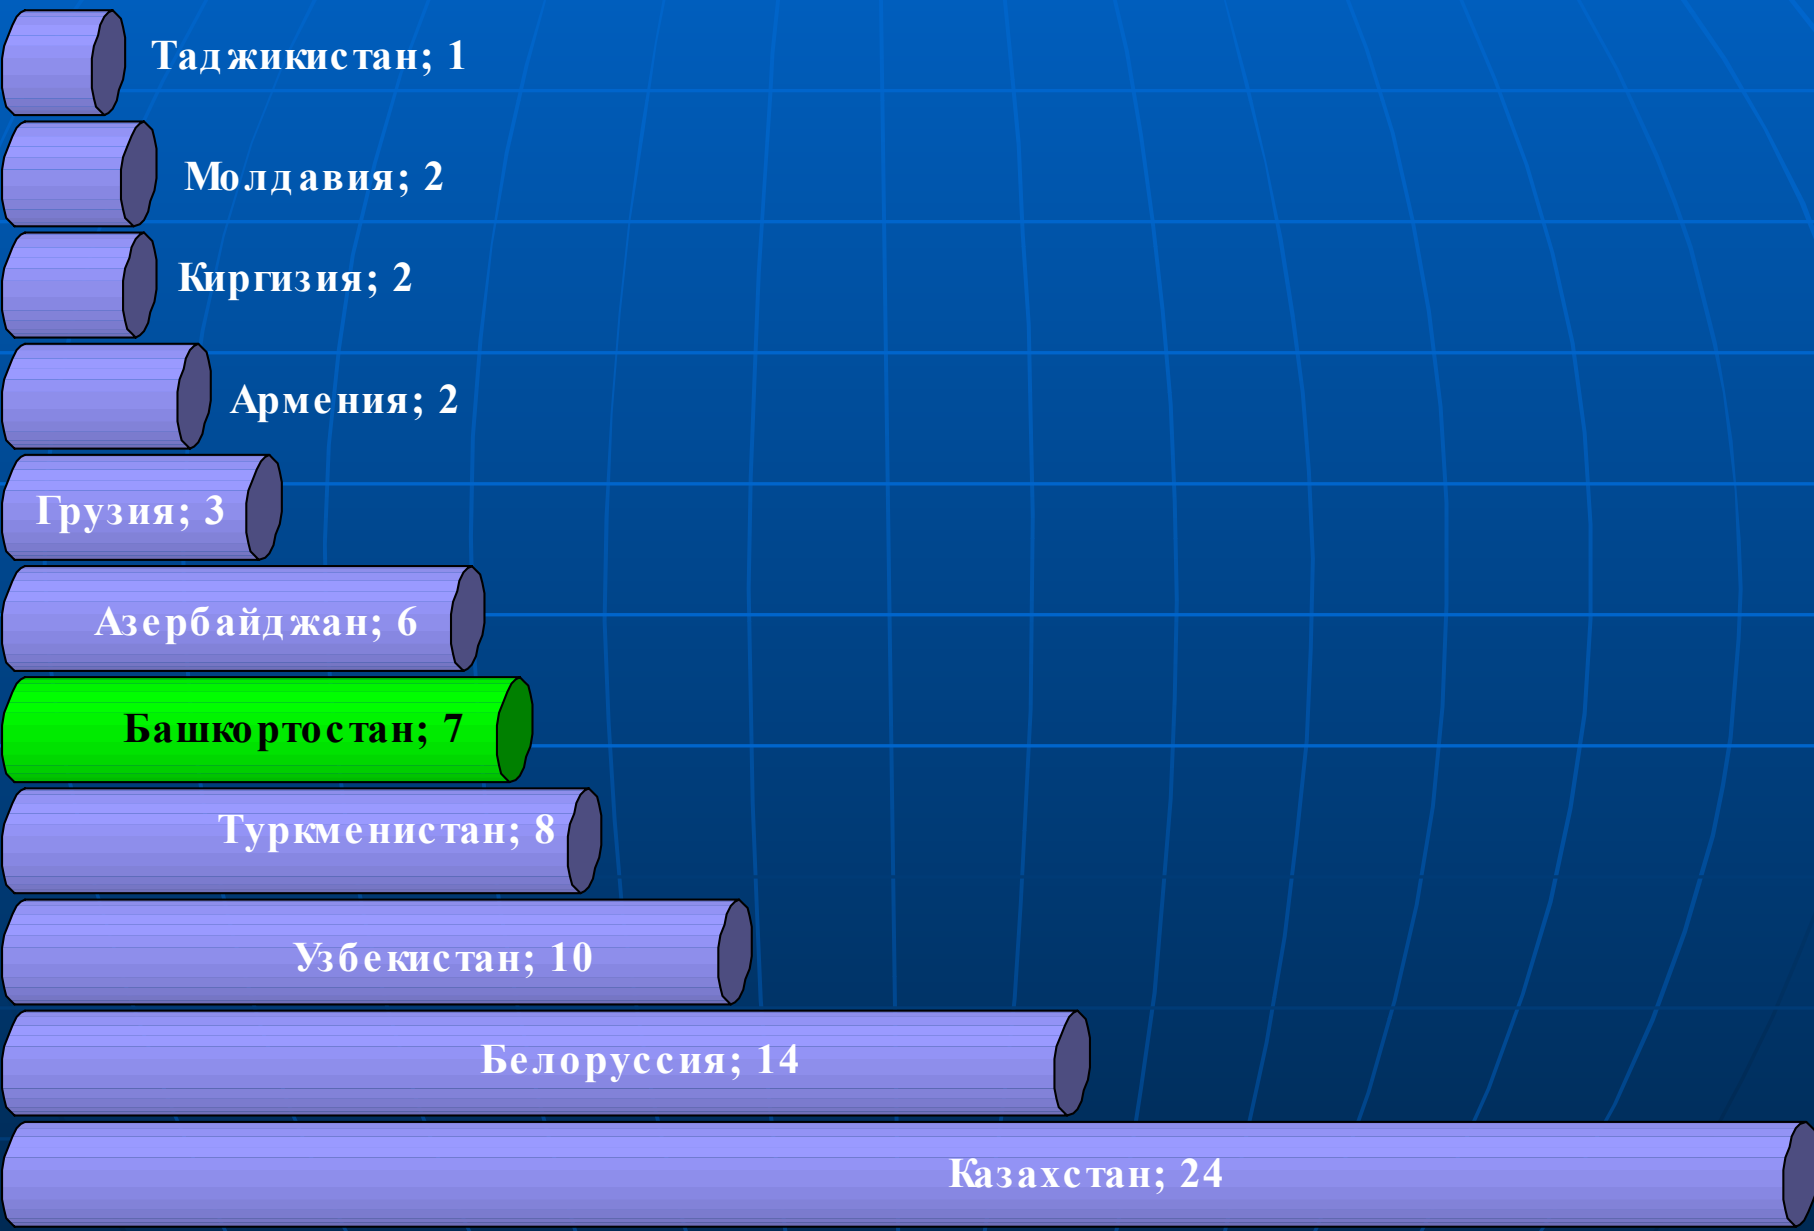 Таджикистан; 1
Молдавия; 2
Киргизия; 2
Армения; 2
Грузия; 3
Азербайджан; 6
Башкортостан; 7
Туркменистан; 8
Узбекистан; 10
Белоруссия; 14
Казахстан; 24